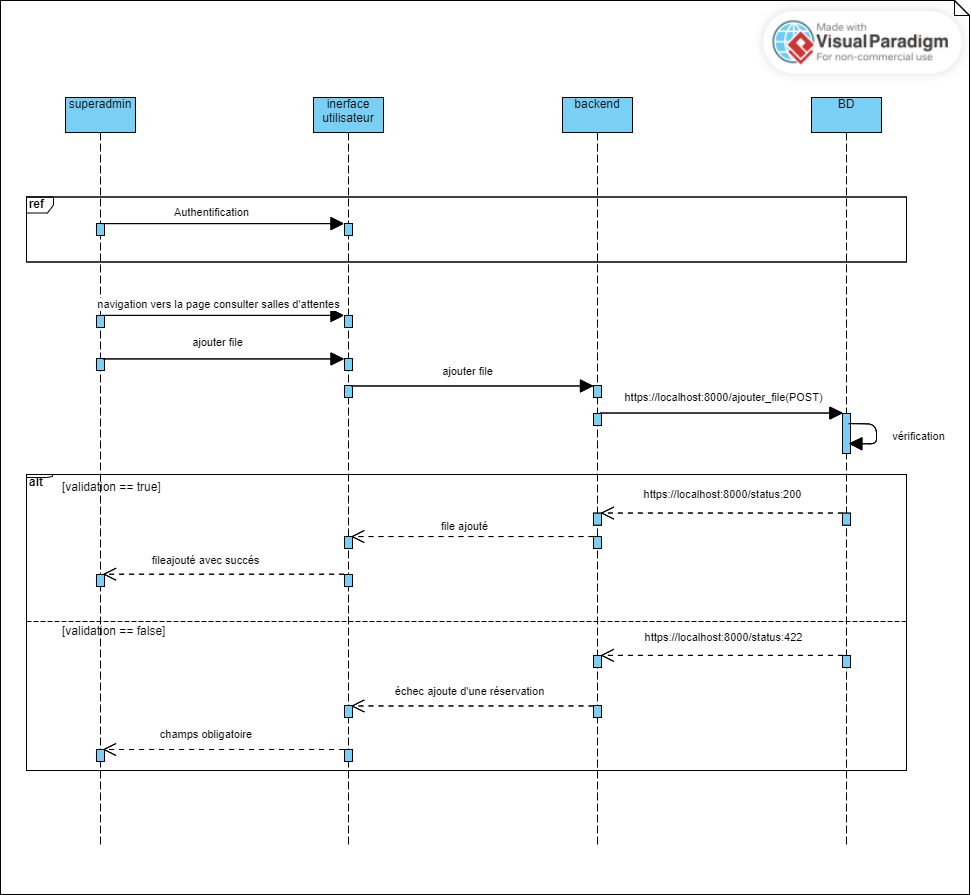 Made with
Visual Paradigm
For non-commercial use
superadmin
inerface
utilisateur
backend
BD
ref
Authentification
navigation vers la page consulter salles d'attentes
ajouter file
ajouter file
https://localhost:8000/ajouter_file(POST)
vérification
alt
[validation == true]
https://localhost:8000/status:200
file ajouté
fileajouté avec succés
[validation == false]
https://localhost:8000/status:422
échec ajoute d'une réservation
champs obligatoire